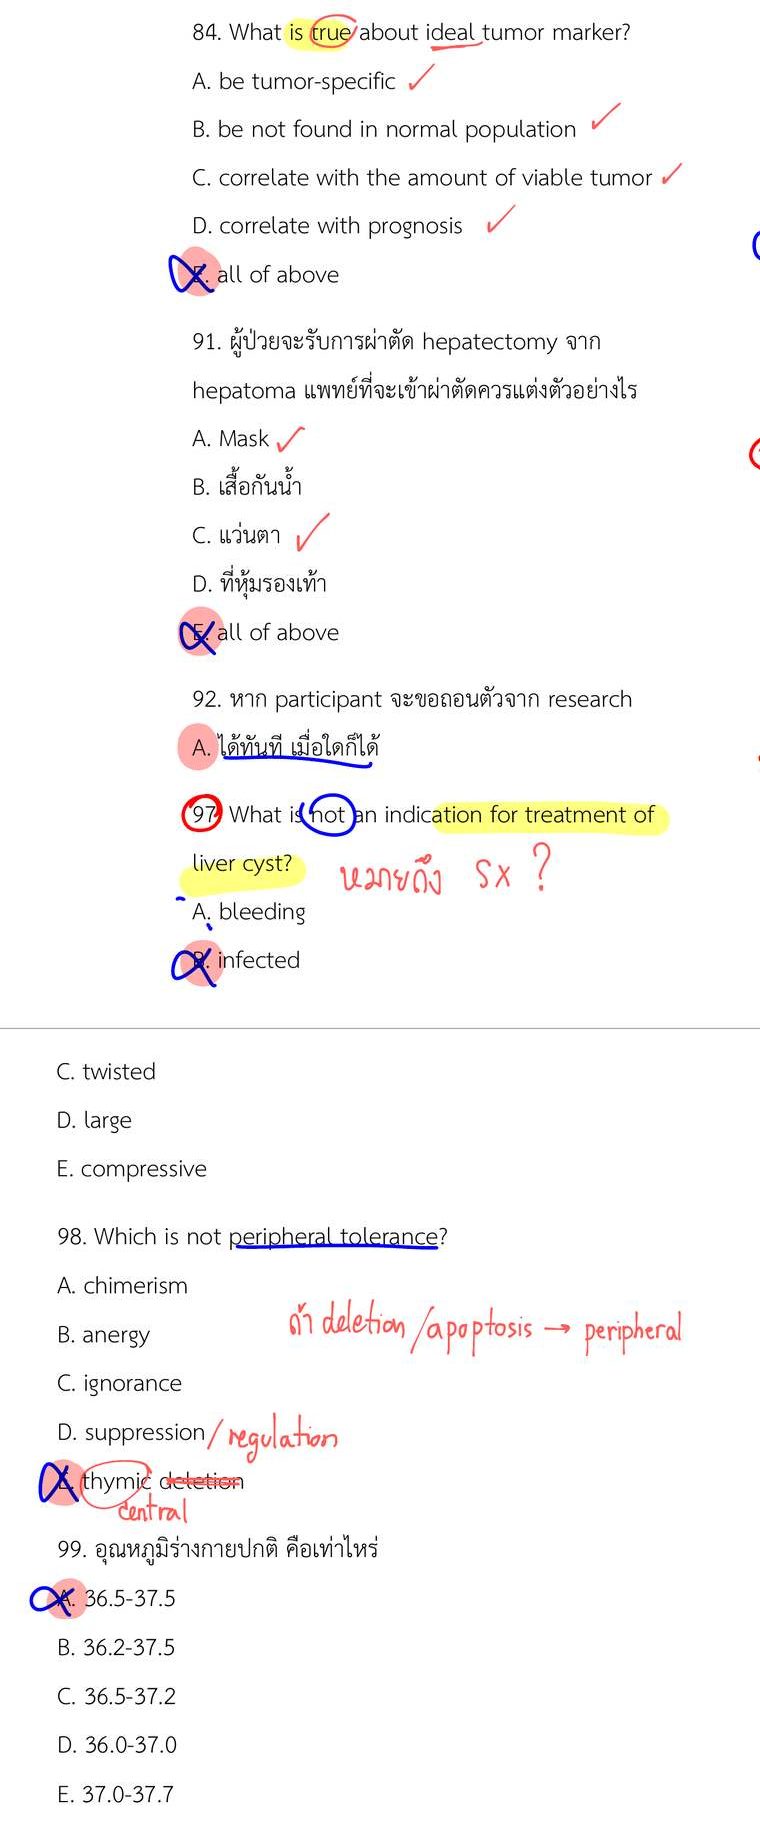 84. What is true about ideal tumor marker?
A. be tumor-specific
B. be not found in normal population
C. correlate with the amount of viable tumor
D. correlate with prognosis
E. all of above
91. ผู้ป่วยจะรับการผ่าตัด hepatectomy จาก
hepatoma แพทย์ที่จะเข้าผ่าตัดควรแต่งตัวอย่างไร
A. Mask
B. เสื้อกันน้ำ
C. แว่นตา
D. ที่หุ้มรองเท้า
E. all of above
92. หาก participant จะขอถอนตัวจาก research
A. ได้ทันที เมื่อใดก็ได้
97. What is not an indication for treatment of
liver cyst? หมายถึง Sx ?
A. bleeding
B. infected
C. twisted
D. large
E. compressive
98. Which is not peripheral tolerance?
A. chimerism
ถ้า deletion/apoptosis → peripheral
B. anergy
C. ignorance
D. suppression/regulation
E. thymic deletion
central
99. อุณหภูมิร่างกายปกติ คือเท่าไหร่
A. 36.5-37.5
B. 36.2-37.5
C. 36.5-37.2
D. 36.0-37.0
E. 37.0-37.7